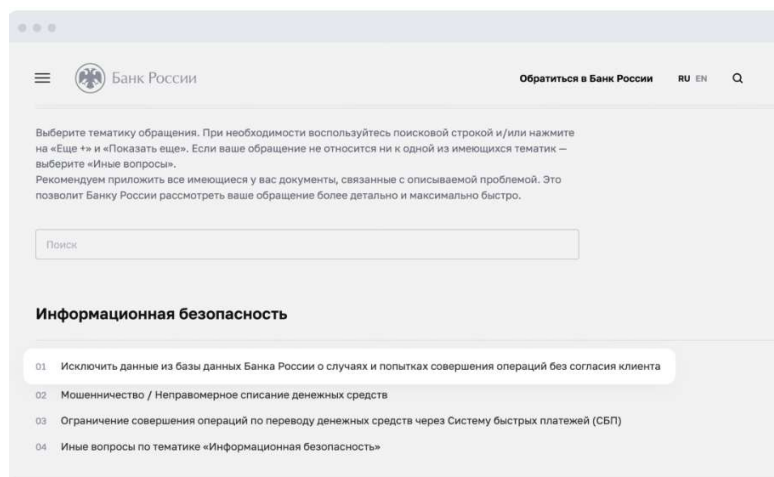 Банк России
Обратиться в Банк России
RU EN
Выберите тематику обращения. При необходимости воспользуйтесь поисковой строкой и/или нажмите
на «Еще +» и «Показать еще». Если ваше обращение не относится ни к одной из имеющихся тематик —
выберите «Иные вопросы».
Рекомендуем приложить все имеющиеся у вас документы, связанные с описываемой проблемой. Это
позволит Банку России рассмотреть ваше обращение более детально и максимально быстро.
Поиск
Информационная безопасность
01 Исключить данные из базы данных Банка России о случаях и попытках совершения операций без согласия клиента
02 Мошенничество / Неправомерное списание денежных средств
03 Ограничение совершения операций по переводу денежных средств через Систему быстрых платежей (СБП)
04 Иные вопросы по тематике «Информационная безопасность»